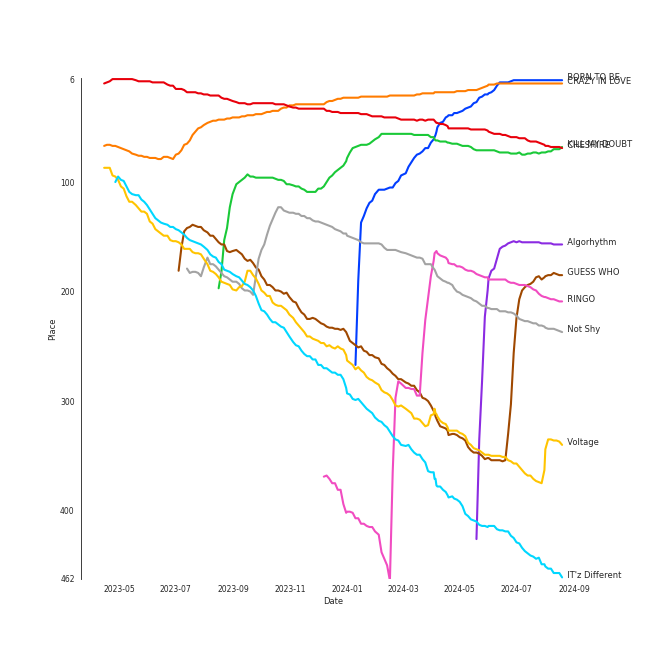 6
100
200
300
400
462
Place
2023-05
2023-07
2023-09
2023-11
2024-01
2024-03
2024-05
2024-07
2024-09
Date
BORN TO BE
CRAZY IN LOVE
Algorhythm
GUESS WHO
RINGO
Not Shy
Voltage
IT'z Different